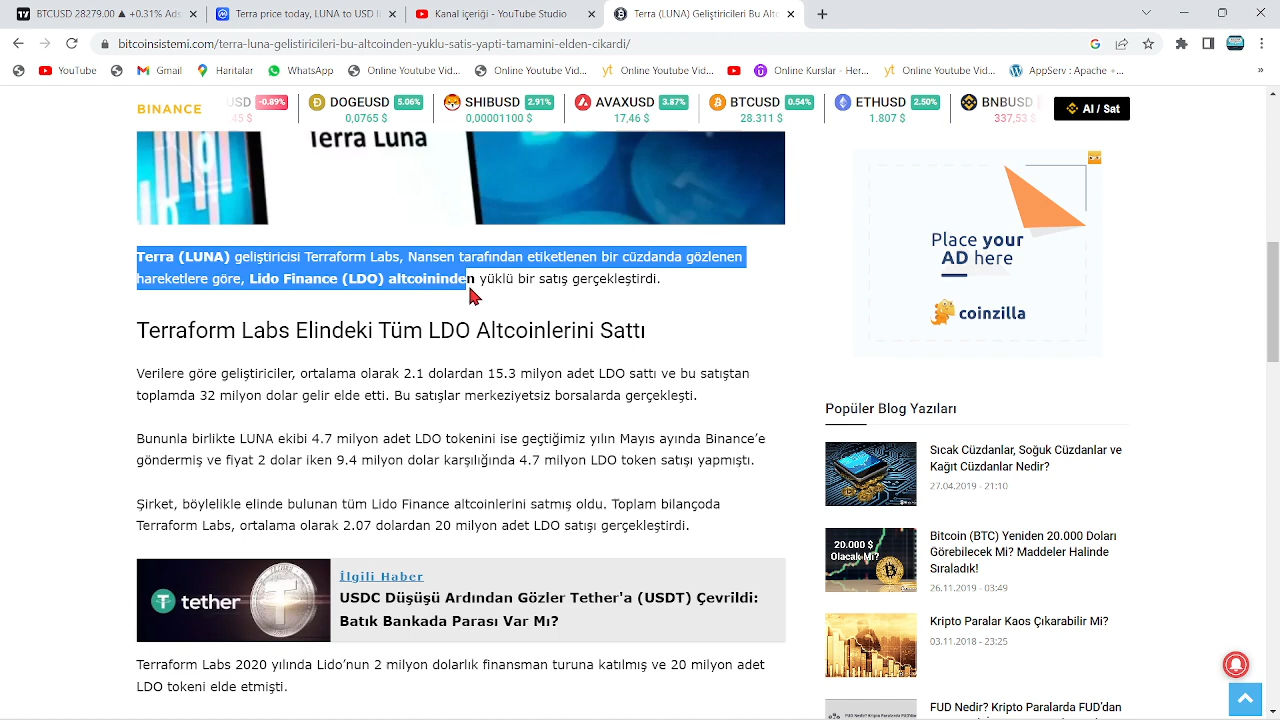 BTCUSD 28279.00 ▲ +0.31% Ads
Terra fiyatı, LUNA to USD i
Terra (LUNA) Geliştiricileri Bu Alt
bitcoinsistemi.com/terra-luna-gelistiricileri-bu-altcoinden-yuklu-satis-yapti-tamamini-elden-cikardi/
YouTube
Gmail
Haritalar
WhatsApp
Online Youtube Vid...
Online Youtube Vid...
Video...
Kurslarım - Her...
Online Youtube Vid...
AppServ : Apache +...
»
BINANCE
USD -0.89%
45 $
DOGEUSD 5.06%
0,0765 $
SHIBUSD 2.91%
0,00001100 $
AVAXUSD 3.87%
17,46 $
BTCUSD 0.54%
28.311 $
ETHUSD 2.50%
1.807 $
BNBUSD
337,53 $
Al / Sat
Terra Luna
Terra (LUNA) geliştiricisi Terraform Labs, Nansen tarafından etiketlenen bir cüzdanda gözlenen
hareketlere göre, Lido Finance (LDO) altcoininden yüklü bir satış gerçekleştirdi.
Terraform Labs Elindeki Tüm LDO Altcoinlerini Sattı
Verilere göre geliştiriciler, ortalama olarak 2.1 dolardan 15.3 milyon adet LDO sattı ve bu satıştan
toplamda 32 milyon dolar gelir elde etti. Bu satışlar merkeziyetsiz borsalarda gerçekleşti.
Bununla birlikte LUNA ekibi 4.7 milyon adet LDO tokenini ise geçtiğimiz yılın Mayıs ayında Binance’e
göndermiş ve fiyat 2 dolar iken 9.4 milyon dolar karşılığında 4.7 milyon LDO token satışı yapmıştı.
Şirket, böylelikle elinde bulunan tüm Lido Finance altcoinlerini satmış oldu. Toplam bilançoda
Terraform Labs, ortalama olarak 2.07 dolardan 20 milyon adet LDO satışı gerçekleştirdi.
tether
İlgili Haber
USDC Düşüşü Ardından Gözler Tether'a (USDT) Çevrildi:
Batık Bankada Parası Var Mı?
Terraform Labs 2020 yılında Lido’nun 2 milyon dolarlık finansman turuna katılmış ve 20 milyon adet
LDO tokeni elde etmişti.
Place your
AD here
coinzilla
Popüler Blog Yazıları
Sıcak Cüzdanlar, Soğuk Cüzdanlar ve
Kağıt Cüzdanlar Nedir?
27.04.2019 - 21:10
20.000 $
Olacak Mı?
Bitcoin (BTC) Yeniden 20.000 Doları
Görebilecek Mi? Maddeler Halinde
Sıraladık!
26.11.2019 - 03:49
Kripto Paralar Kaos Çıkarabilir Mi?
03.11.2018 - 23:25
FUD Nedir? Kripto Paralarda FUD’dan